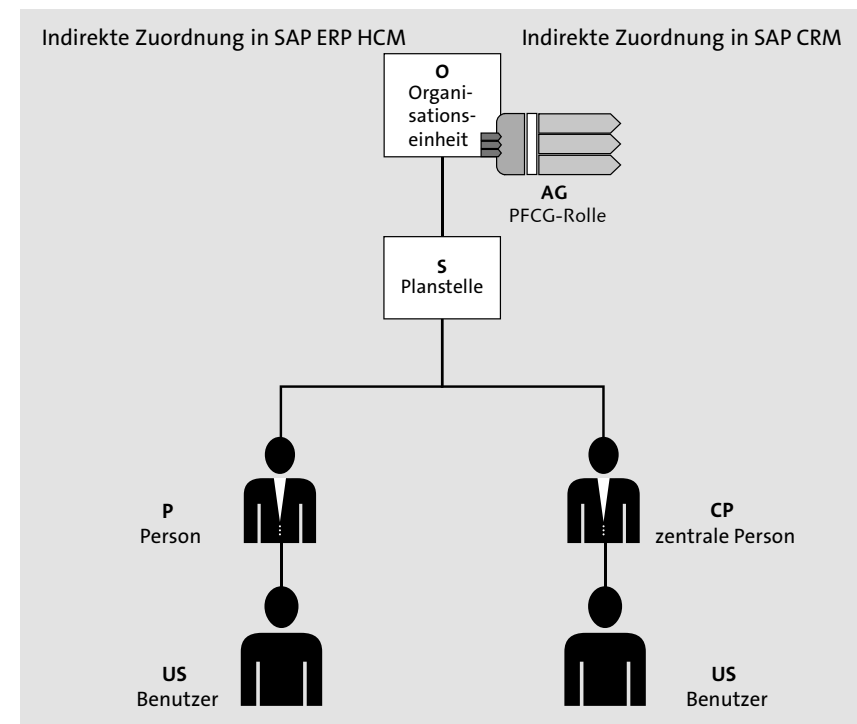 Indirekte Zuordnung in SAP ERP HCM
Indirekte Zuordnung in SAP CRM
O
Organi-
sations-
einheit
AG
PFCG-Rolle
S
Planstelle
P
Person
CP
zentrale Person
US
Benutzer
US
Benutzer